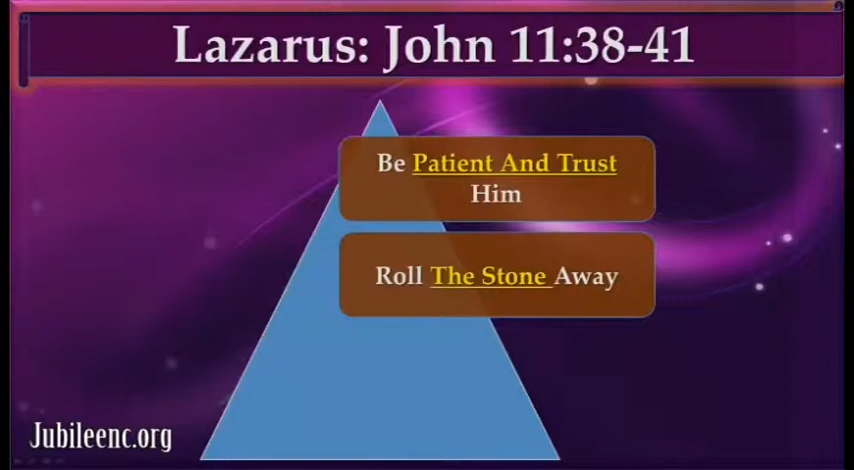 Lazarus: John 11:38-41
Be Patient And Trust
Him
Roll The Stone Away
Jubileenc.org